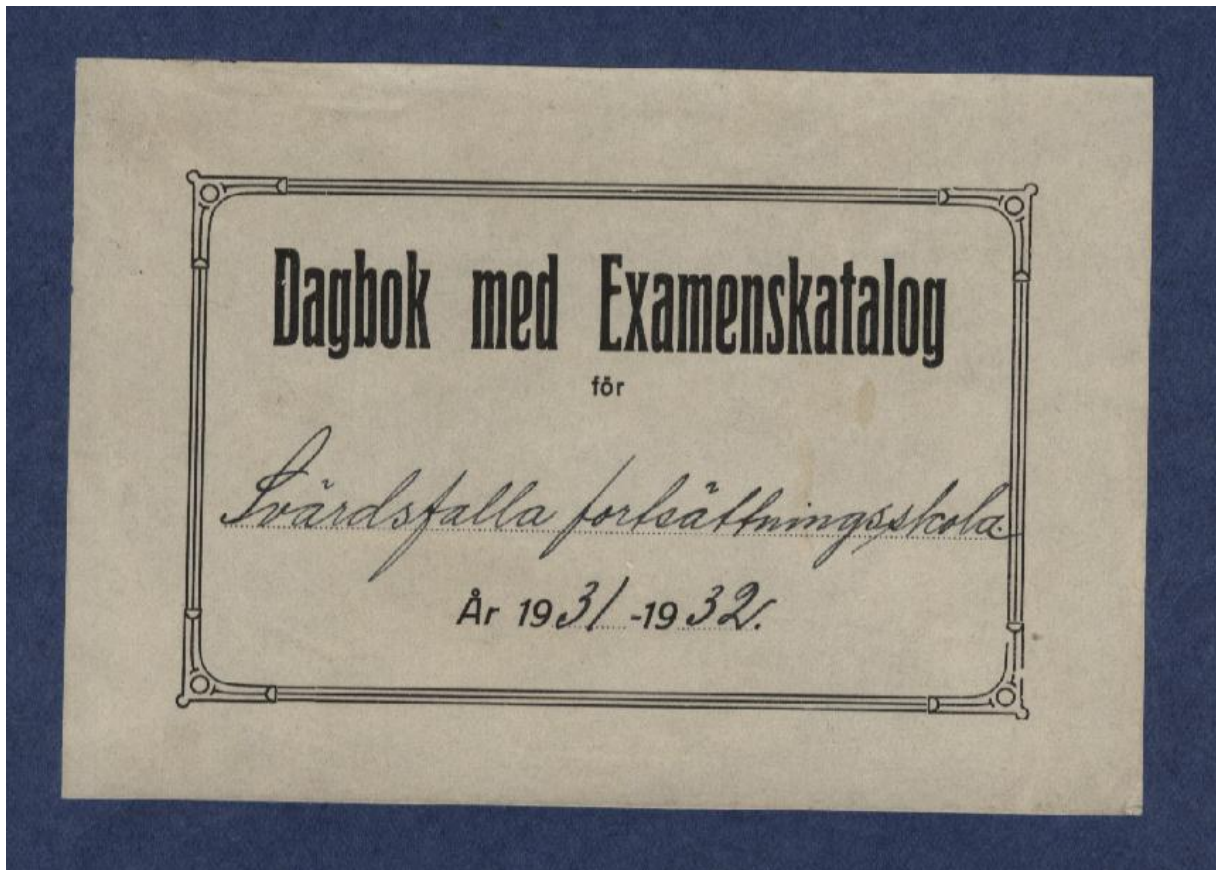 Dagbok med Examenskatalog
för
Svärdsfalla fortsättningsskola.
År 1931-1932.